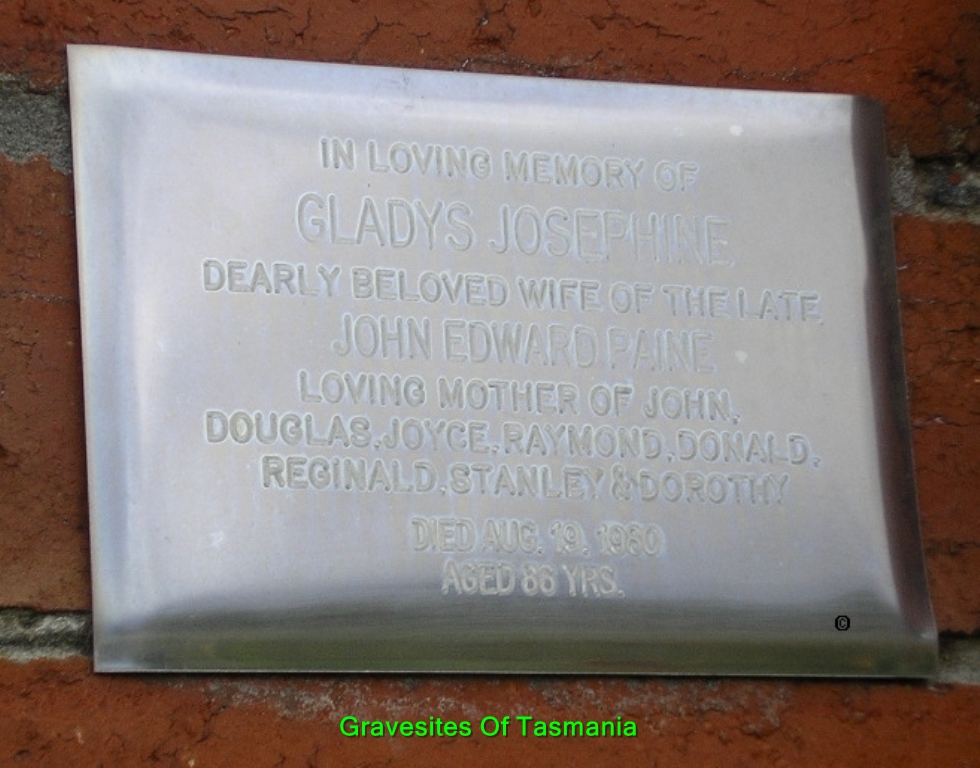 IN LOVING MEMORY OF
GLADYS JOSEPHINE
DEARLY BELOVED WIFE OF THE LATE
JOHN EDWARD PAINE
LOVING MOTHER OF JOHN,
DOUGLAS, JOYCE, RAYMOND, DONALD,
REGINALD, STANLEY & DOROTHY
DIED AUG. 19.
AGED 86 YRS.
©
Gravesites Of Tasmania